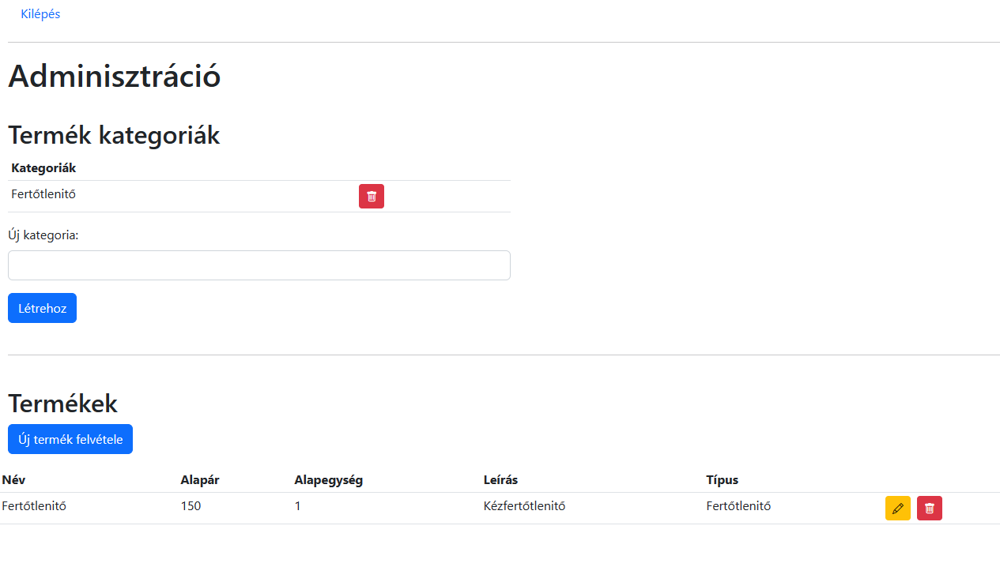 Kilépés
Adminisztráció
Termék kategoriák
Kategoriák
Fertőtlenitő
Új kategoria:
Létrehoz
Termékek
Új termék felvétele
Név Alapár Alapegység Leírás Típus
Fertőtlenitő 150 1 Kézfertőtlenitő Fertőtlenitő